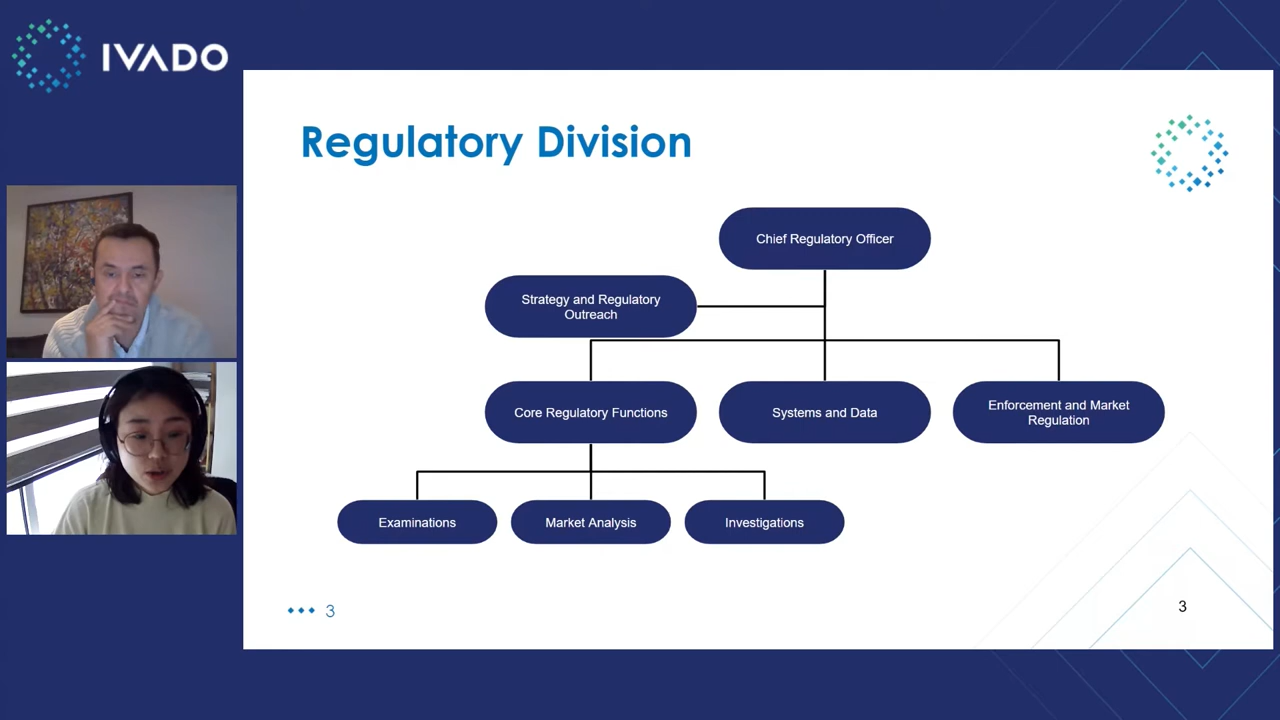 IVADO
Regulatory Division
Chief Regulatory Officer
Strategy and Regulatory
Outreach
Core Regulatory Functions
Systems and Data
Enforcement and Market
Regulation
Examinations
Market Analysis
Investigations
3
3